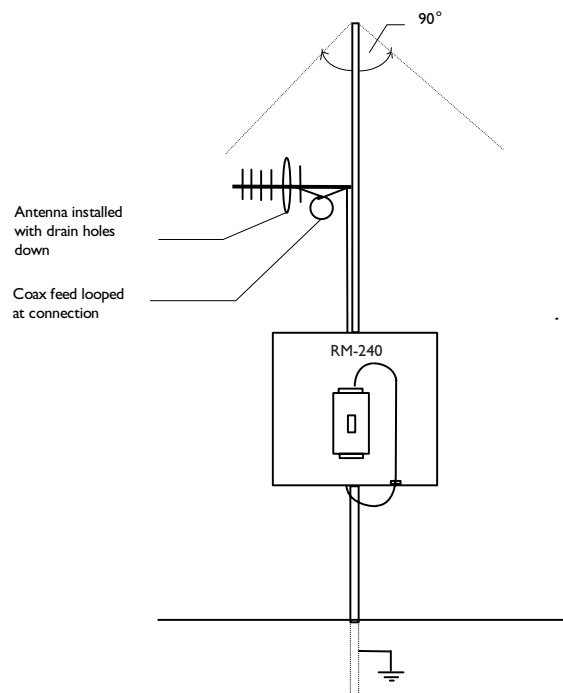 90°
Antenna installed
with drain holes
down
Coax feed looped
at connection
RM-240